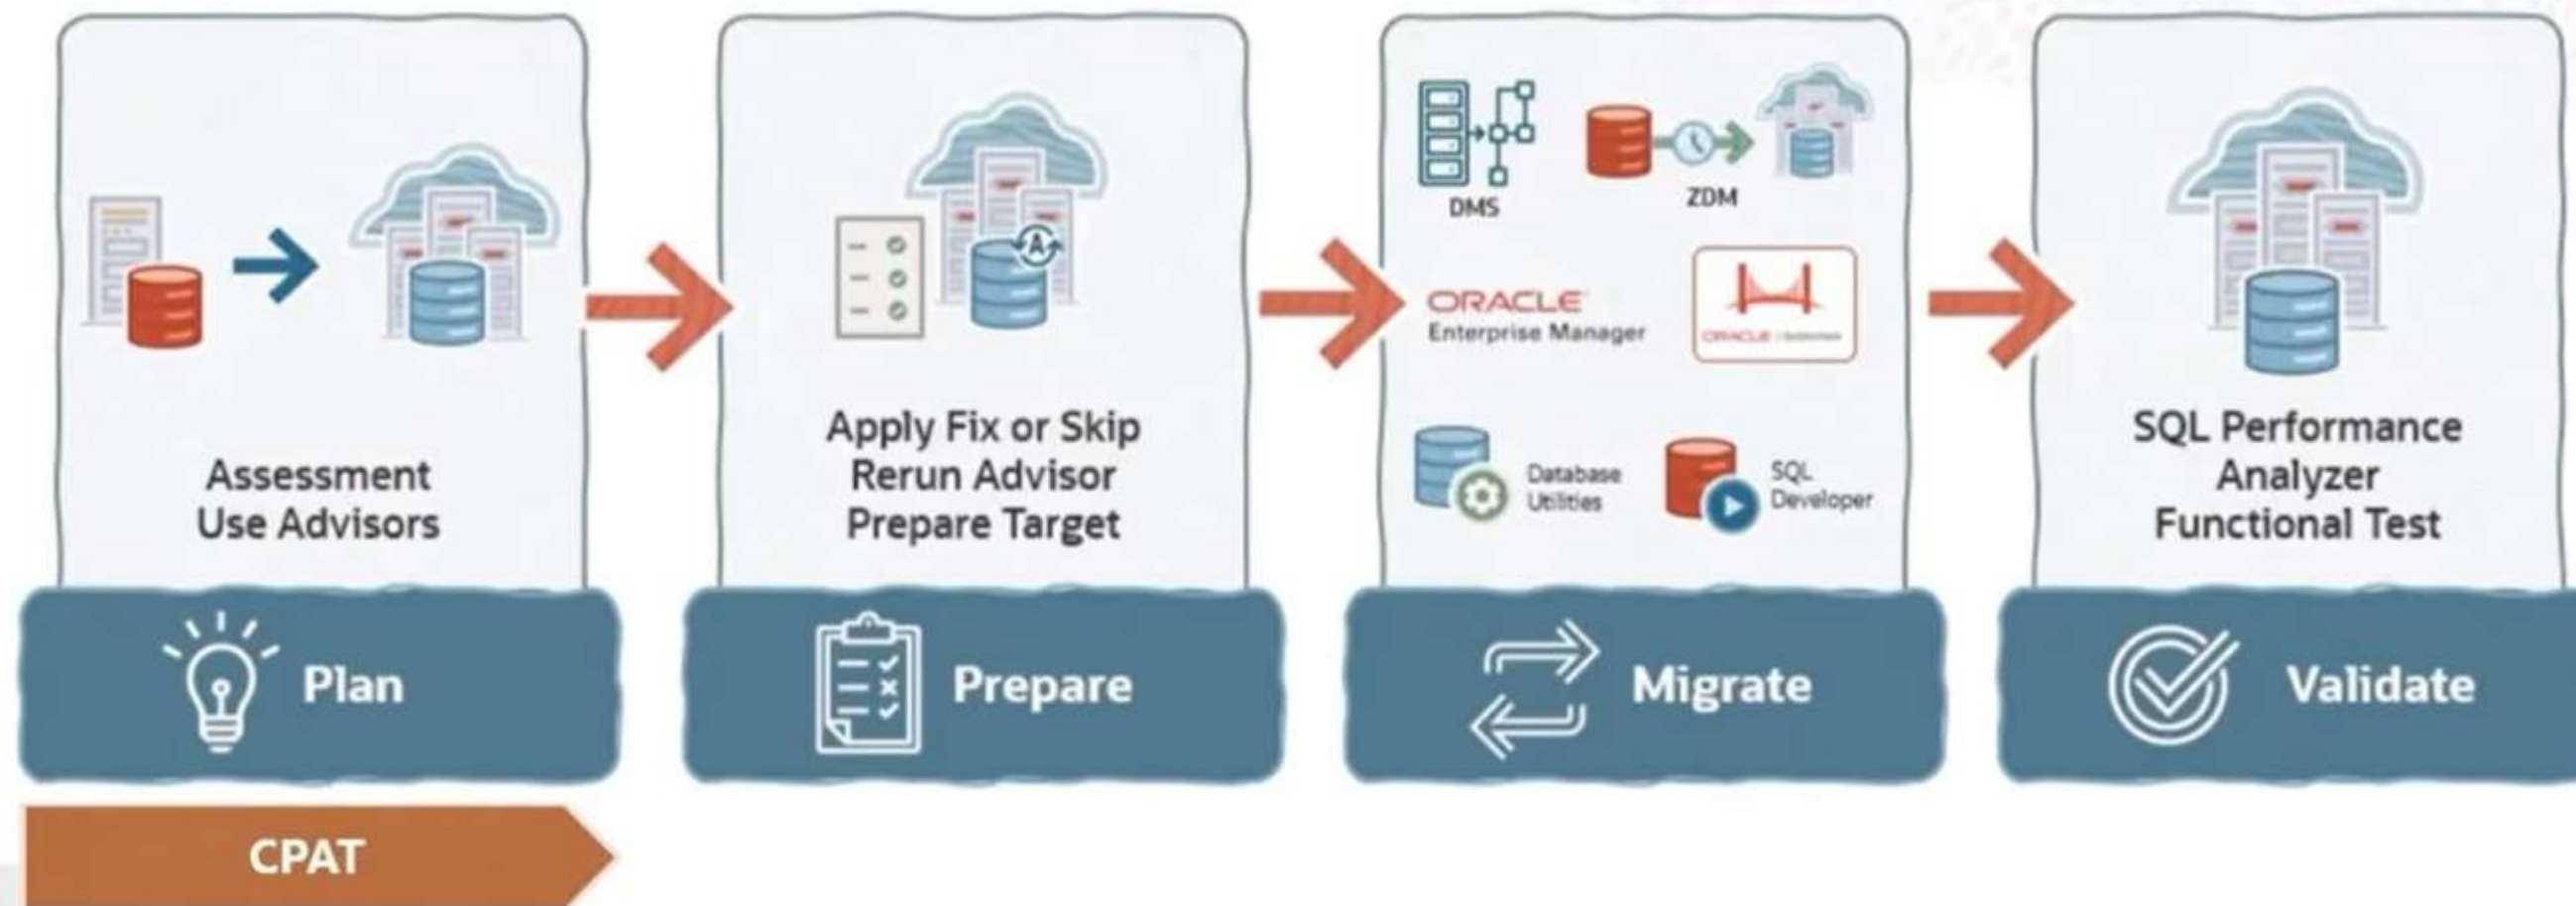 Assessment
Use Advisors
Plan
CPAT
Apply Fix or Skip
Rerun Advisor
Prepare Target
A
Prepare
DMS
ZDM
ORACLE
Enterprise Manager
ORACLE
Database
Utilities
SQL
Developer
Migrate
SQL Performance
Analyzer
Functional Test
Validate